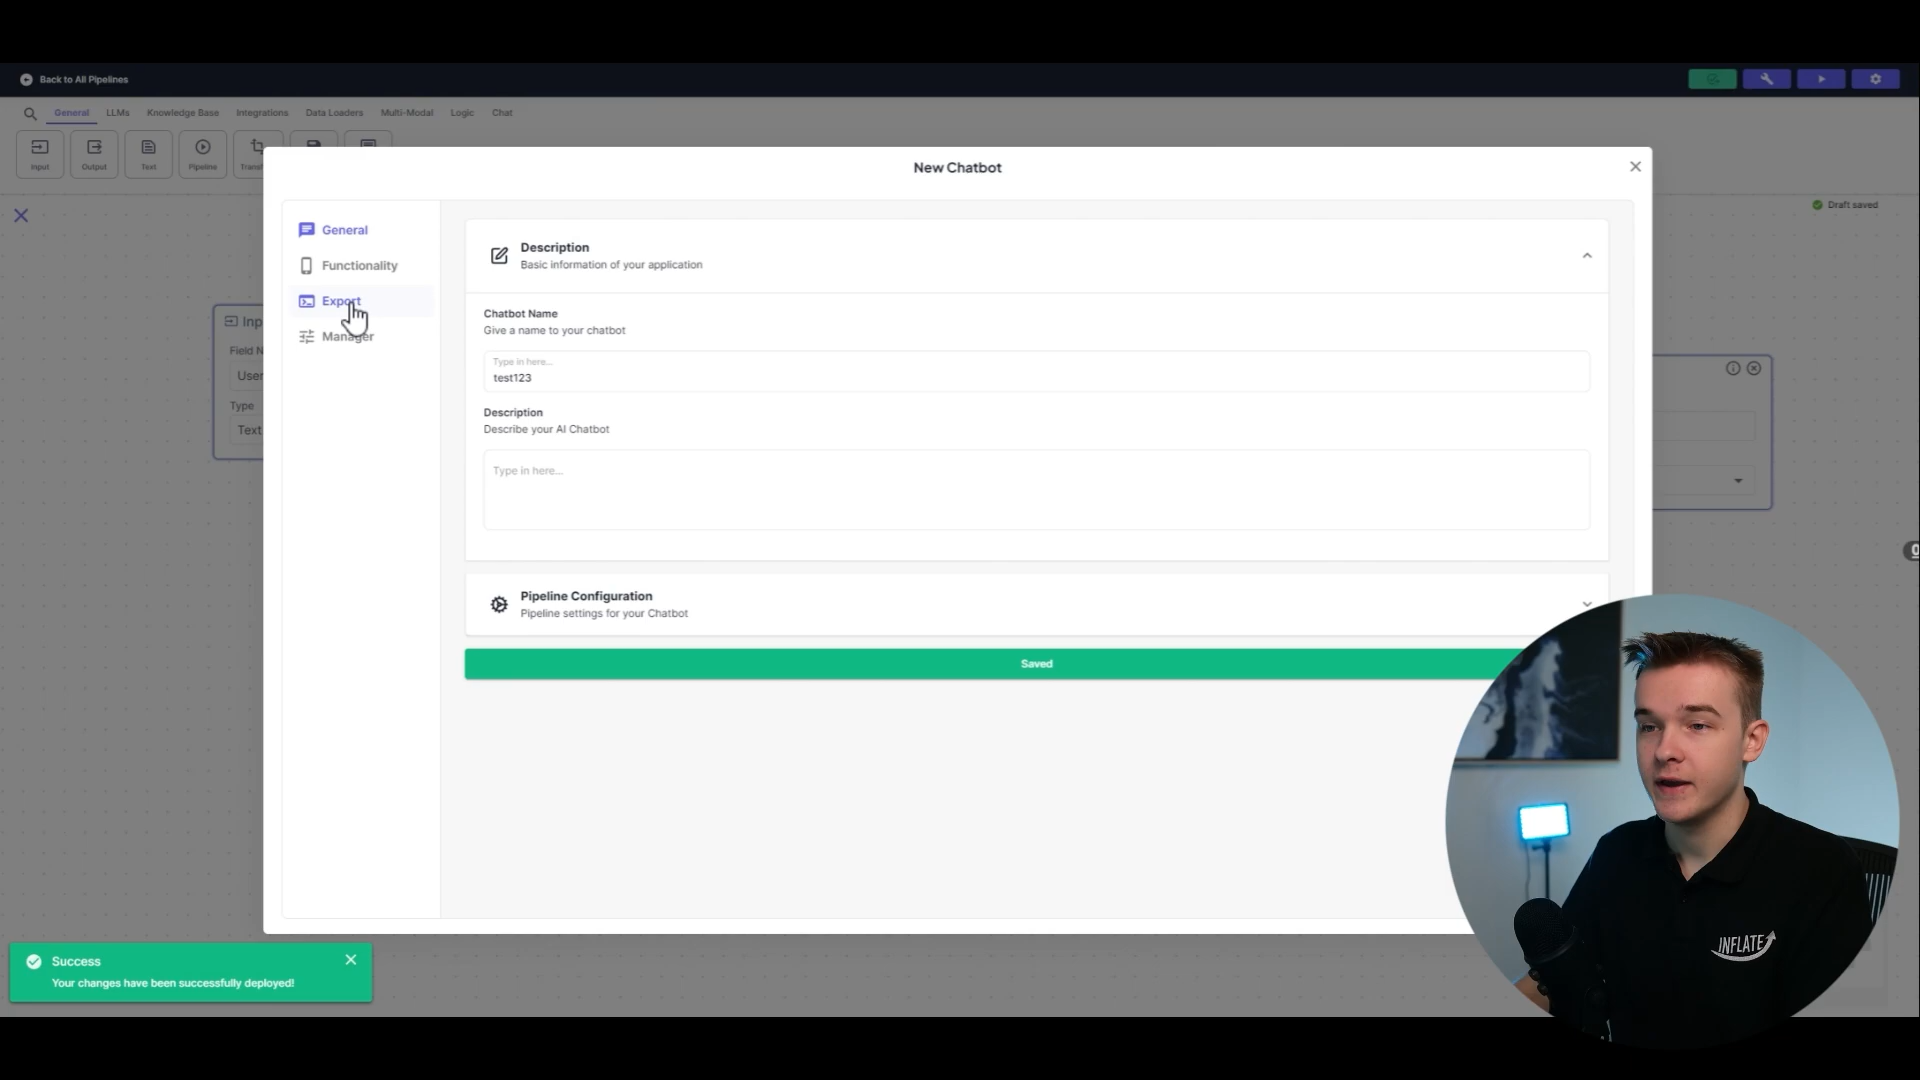 Back to All Pipelines
General
LLMs
Knowledge Base
Integrations
Data Loaders
Multi-Modal
Logic
Chat
Input
Output
Text
Pipeline
New Chatbot
Draft saved
General
Functionality
Export
Manager
Description
Basic information of your application
Chatbot Name
Give a name to your chatbot
Type in here...
test123
Description
Describe your AI Chatbot
Type in here...
Pipeline Configuration
Pipeline settings for your Chatbot
Saved
Field
Type
Text
Success
Your changes have been successfully deployed!
INFLATE